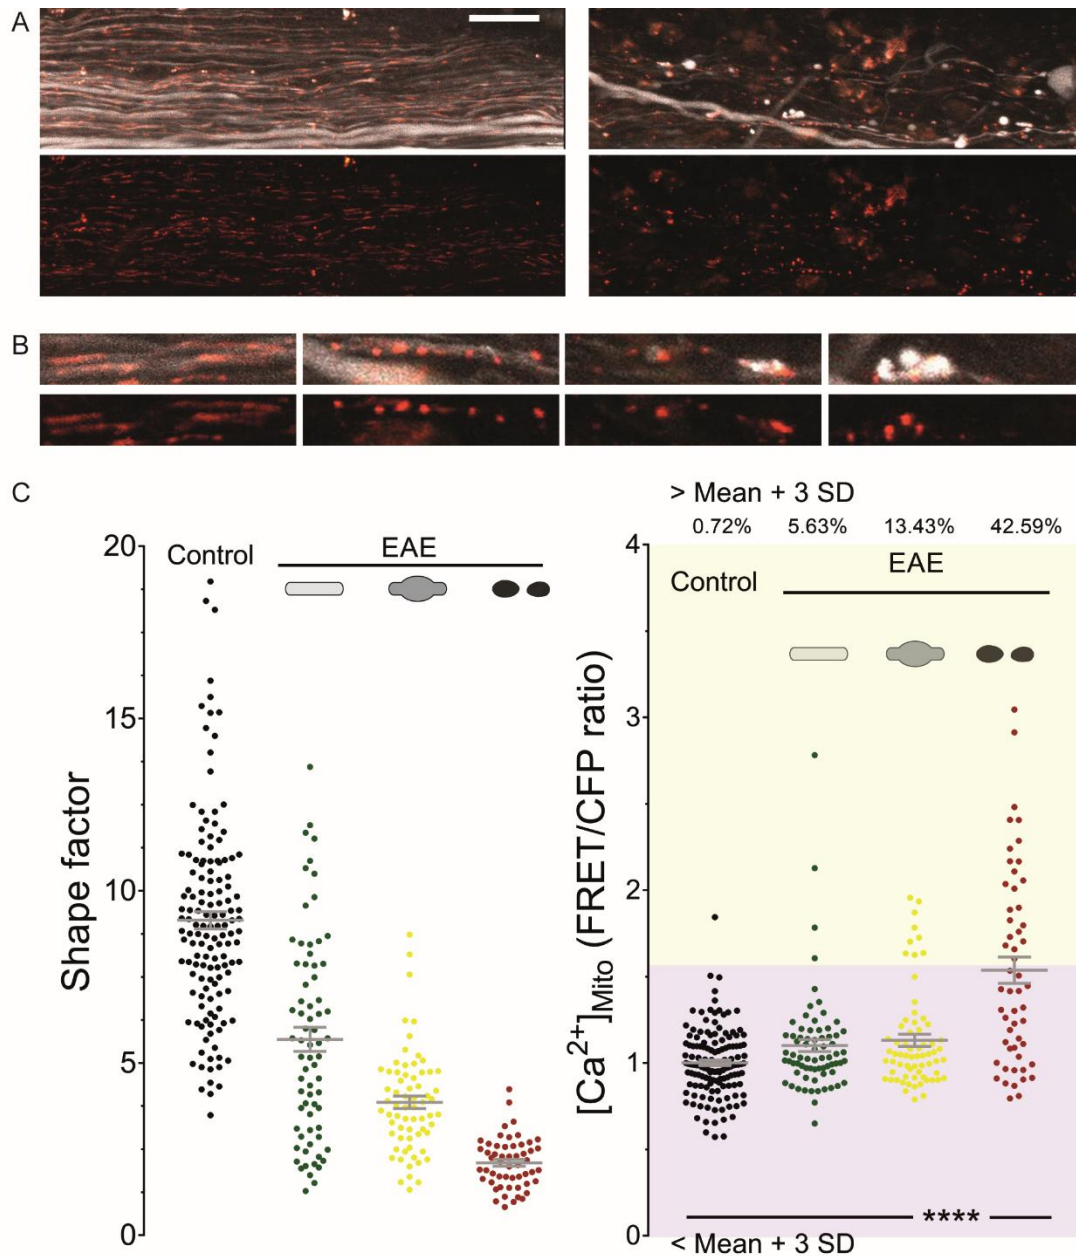 A
B
C
> Mean + 3 SD
0.72% 5.63% 13.43% 42.59%
20
Control
EAE
15
10
5
0
Shape factor
4
EAE
Control
3
2
1
0
[Ca²⁺]Mito (FRET/CFP ratio)
****
< Mean + 3 SD